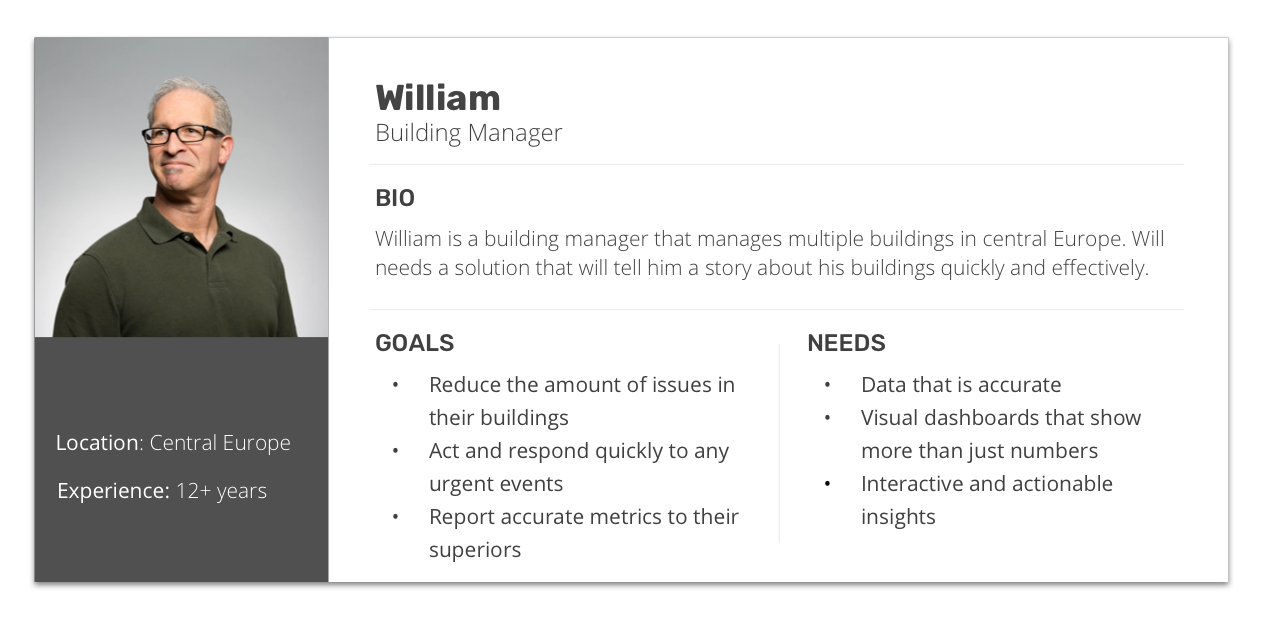 William
Building Manager
BIO
William is a building manager that manages multiple buildings in central Europe. Will
needs a solution that will tell him a story about his buildings quickly and effectively.
GOALS
• Reduce the amount of issues in
their buildings
• Act and respond quickly to any
urgent events
• Report accurate metrics to their
superiors
NEEDS
• Data that is accurate
• Visual dashboards that show
more than just numbers
• Interactive and actionable
insights
Location: Central Europe
Experience: 12+ years